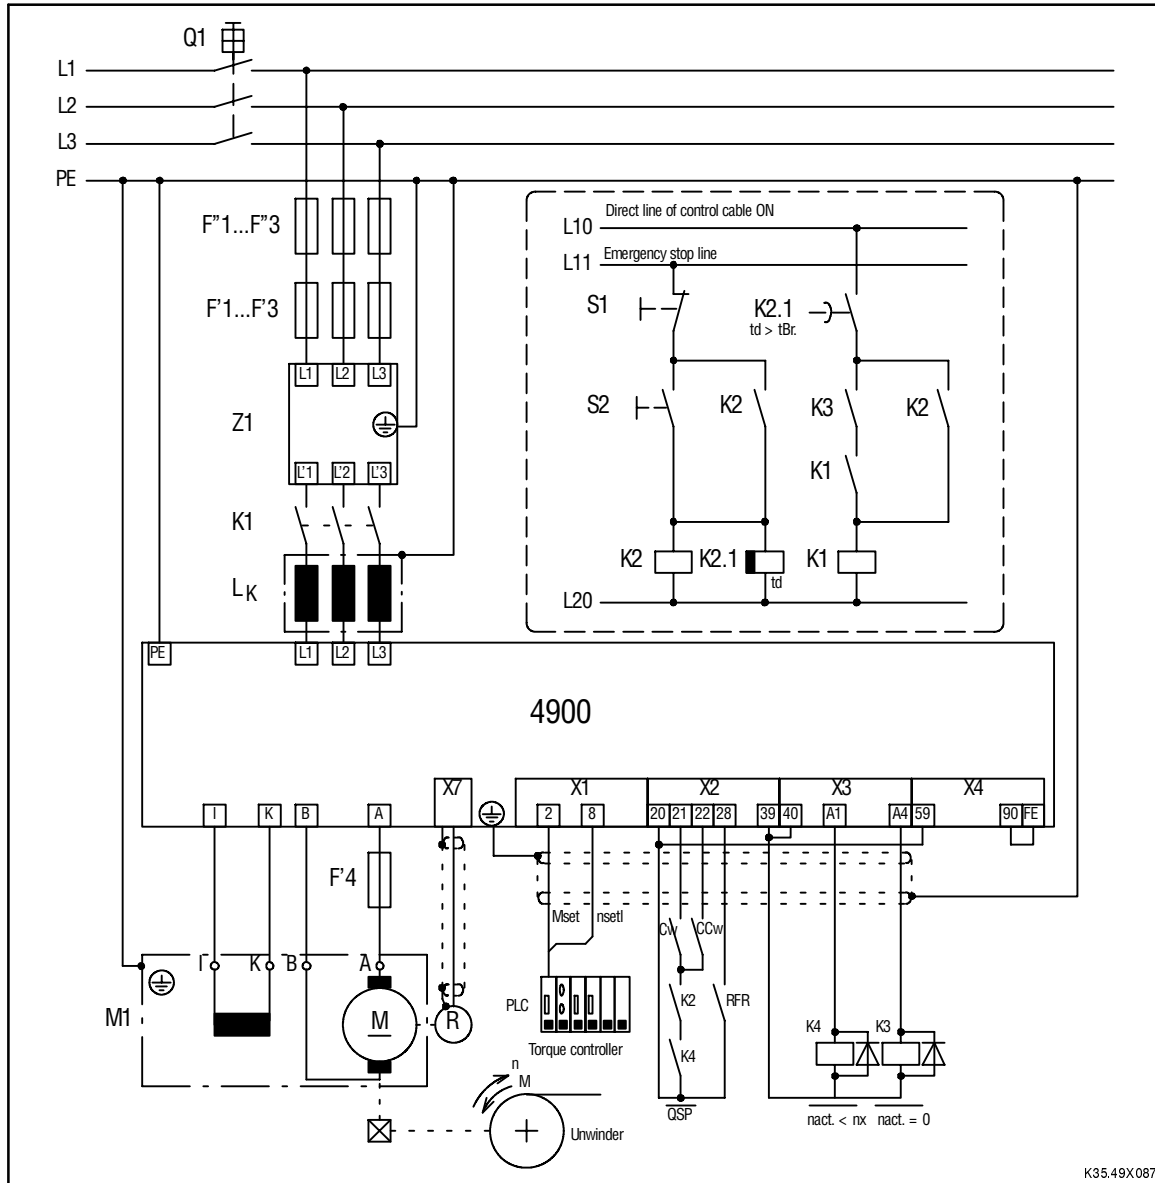 Q1
L1
L2
L3
PE
Direct line of control cable ON
L10
Emergency stop line
L11
F"1...F"3
F'1...F'3
S1
K2.1
td > tBr.
L1 L2 L3
Z1
S2
K2
K3
K2
L'1 L'2 L'3
K1
K1
K2
K2.1
td
K1
LK
L20
PE
L1 L2 L3
4900
X7
X1
X2
X3
X4
I
K
B
A
2
8
20 21 22 28
39 40
A1
A4 59
90 FE
F'4
Mset
nsetl
Cw
CCw
I
K
B
A
M1
M
R
PLC
K2
RFR
K4
K3
Torque controller
K4
n
M
QSP
nact. < nx
nact. = 0
Unwinder
K35.49X087